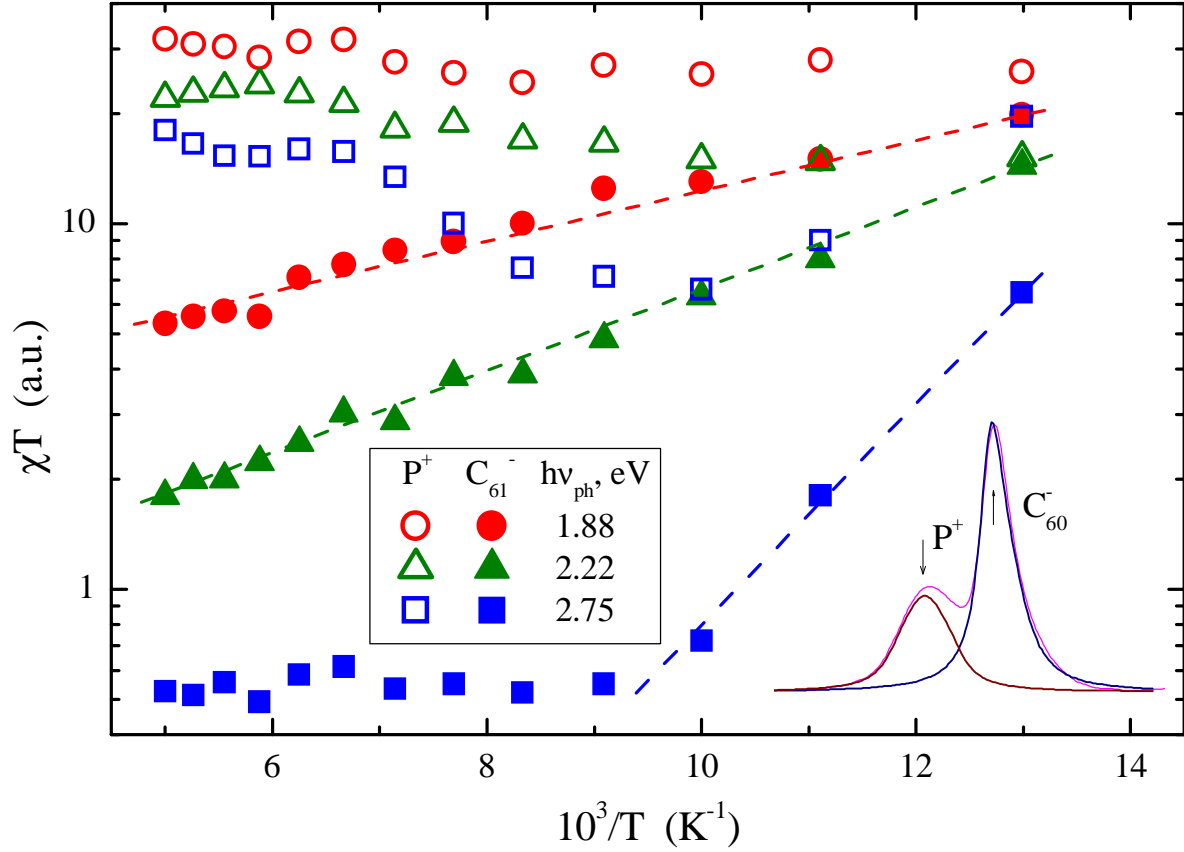 χT (a.u.)
10
1
P⁺ C₆₁⁻ hν_ph, eV
1.88
2.22
2.75
P⁺
C₆₀⁻
6 8 10 12 14
10³/T (K⁻¹)